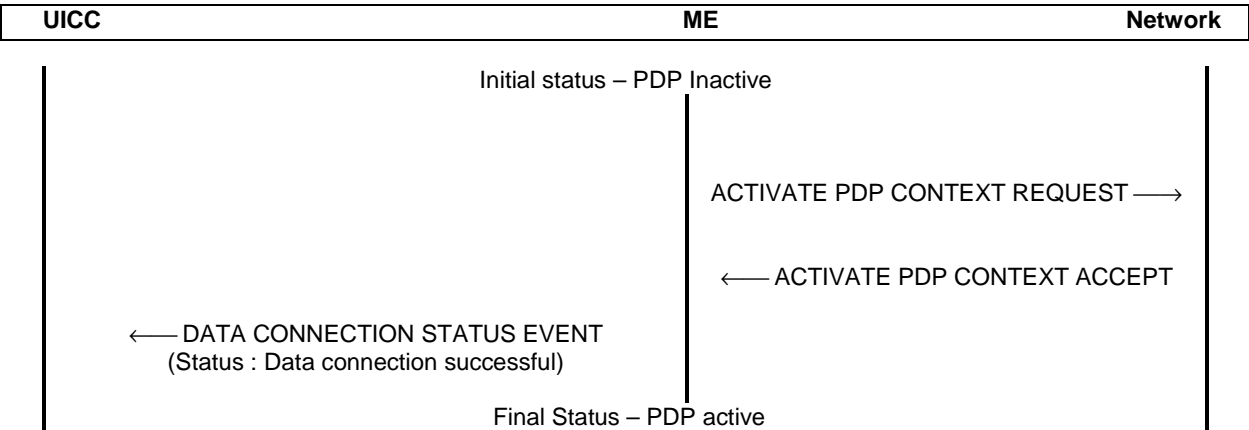 UICC ME Network
Initial status – PDP Inactive
ACTIVATE PDP CONTEXT REQUEST ⟶
⟵ ACTIVATE PDP CONTEXT ACCEPT
⟵ DATA CONNECTION STATUS EVENT
(Status : Data connection successful)
Final Status – PDP active